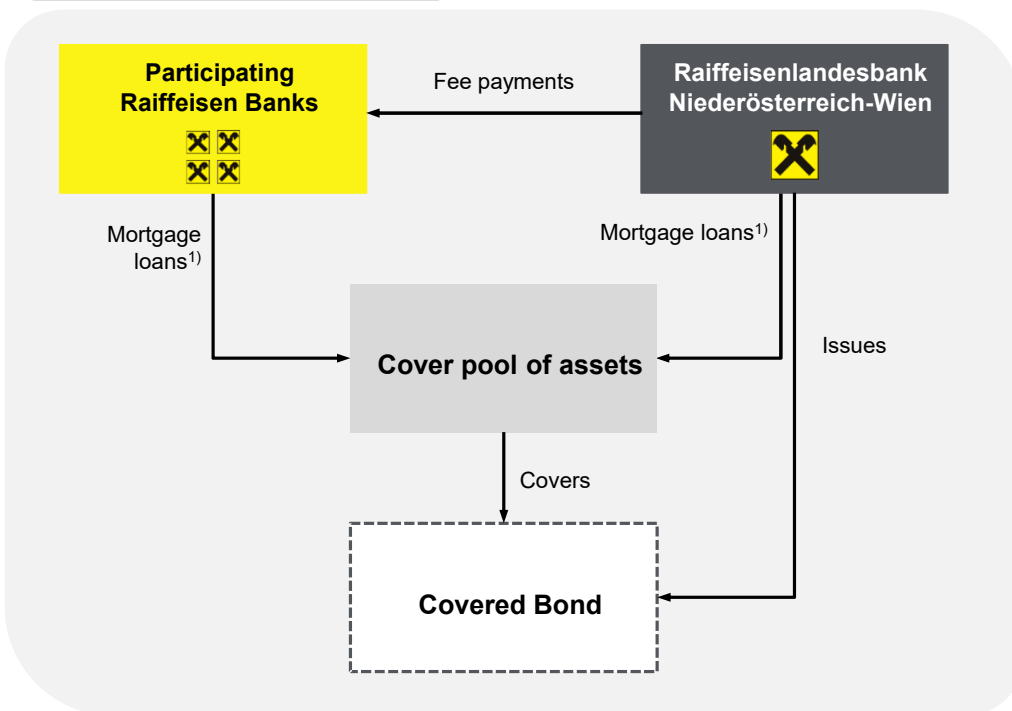 Participating
Raiffeisen Banks
Fee payments
Raiffeisenlandesbank
Niederösterreich-Wien
Mortgage
loans1)
Mortgage loans1)
Cover pool of assets
Issues
Covers
Covered Bond